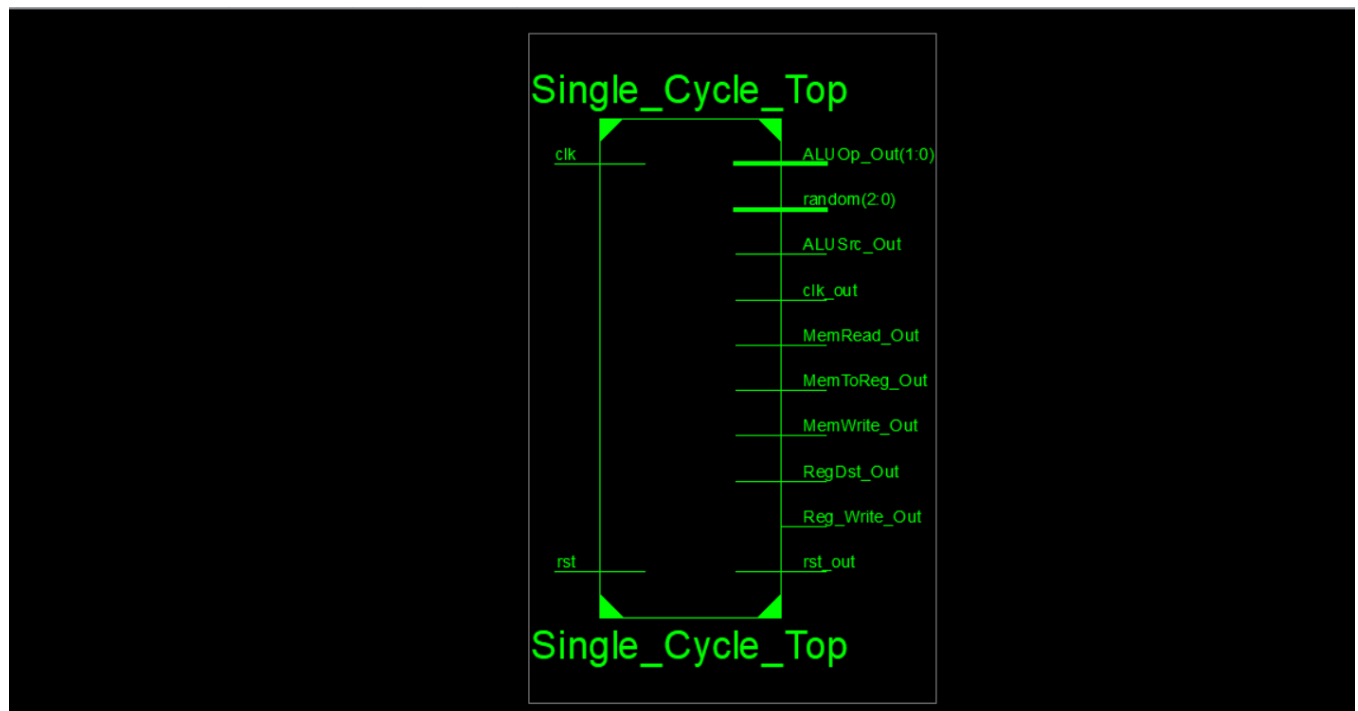 Single_Cycle_Top
clk
ALUOp_Out(1:0)
random(2:0)
ALUSrc_Out
clk_out
MemRead_Out
MemToReg_Out
MemWrite_Out
RegDst_Out
Reg_Write_Out
rst
rst_out
Single_Cycle_Top